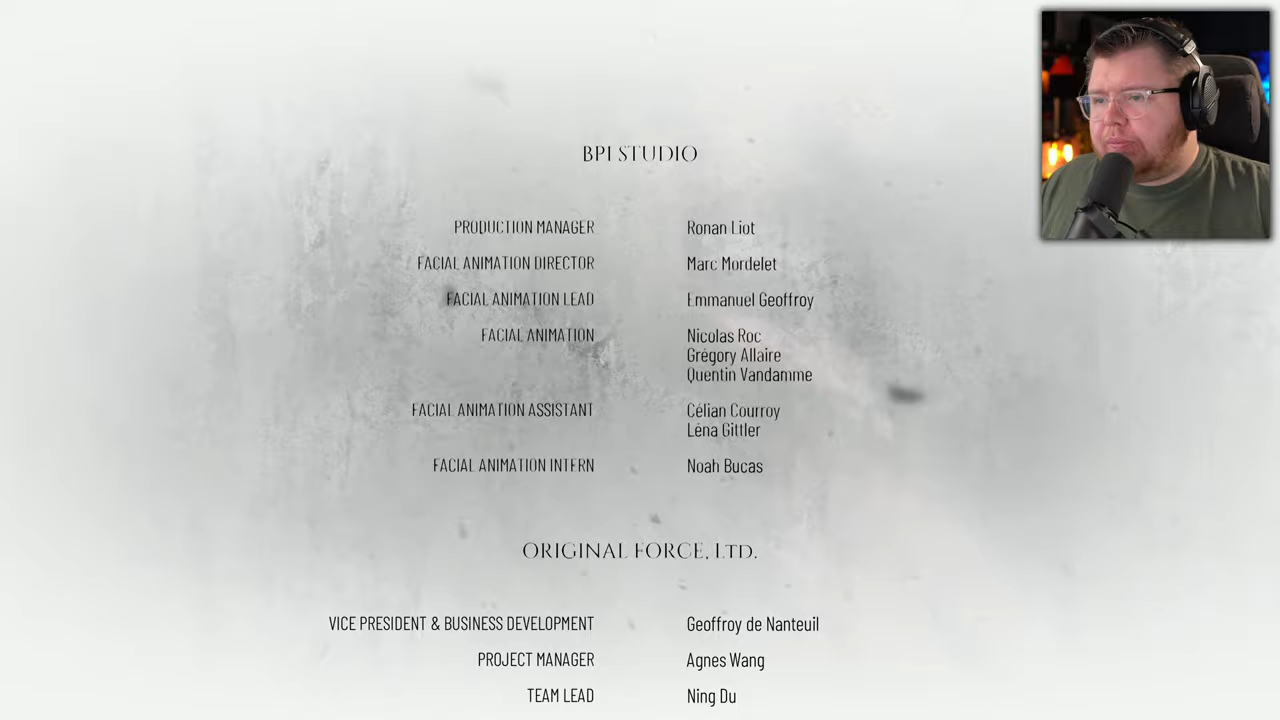 BPI STUDIO
PRODUCTION MANAGER Ronan Liot
FACIAL ANIMATION DIRECTOR Marc Mordelet
FACIAL ANIMATION LEAD Emmanuel Geoffroy
FACIAL ANIMATION Nicolas Roc
Grégory Allaire
Quentin Vandamme
FACIAL ANIMATION ASSISTANT Célian Courroy
Léna Gittler
FACIAL ANIMATION INTERN Noah Bucas
ORIGINAL FORCE, LTD.
VICE PRESIDENT & BUSINESS DEVELOPMENT Geoffroy de Nanteuil
PROJECT MANAGER Agnes Wang
TEAM LEAD Ning Du